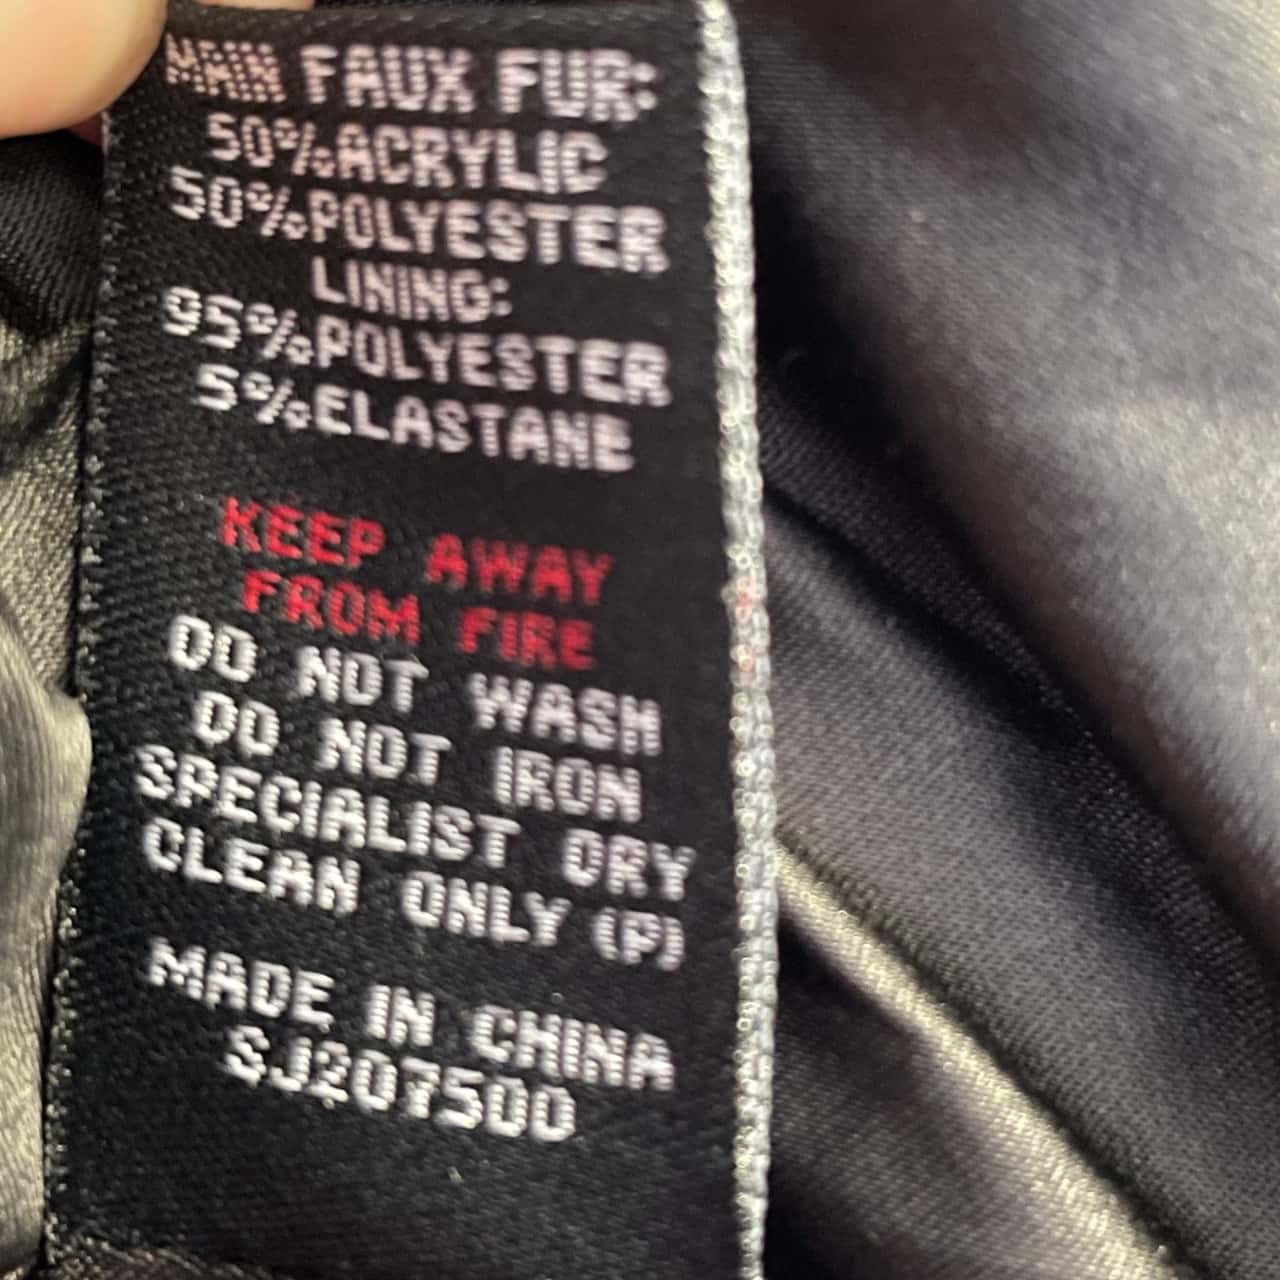 MAIN FAUX FUR:
50%ACRYLIC
50%POLYESTER
LINING:
95%POLYESTER
5%ELASTANE
KEEP AWAY
FROM FIRE
DO NOT WASH
DO NOT IRON
SPECIALIST DRY
CLEAN ONLY (P)
MADE IN CHINA
SJ207500